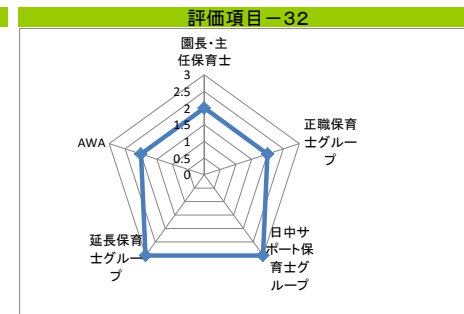 評価項目－32
園長・主
任保育士
3
2.5
2
1.5
1
0.5
0
正職保育
士グルー
プ
日中サ
ポート保
育士グ
ループ
延長保育
士グルー
プ
AWA